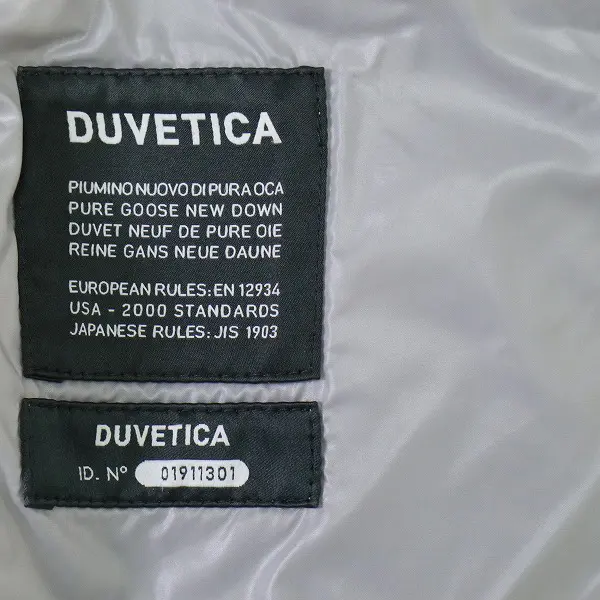 DUVETICA
PIUMINO NUOVO DI PURA OCA
PURE GOOSE NEW DOWN
DUVET NEUF DE PURE OIE
REINE GANS NEUE DAUNE
EUROPEAN RULES: EN 12934
USA - 2000 STANDARDS
JAPANESE RULES: JIS 1903
DUVETICA
ID. N° 01911301